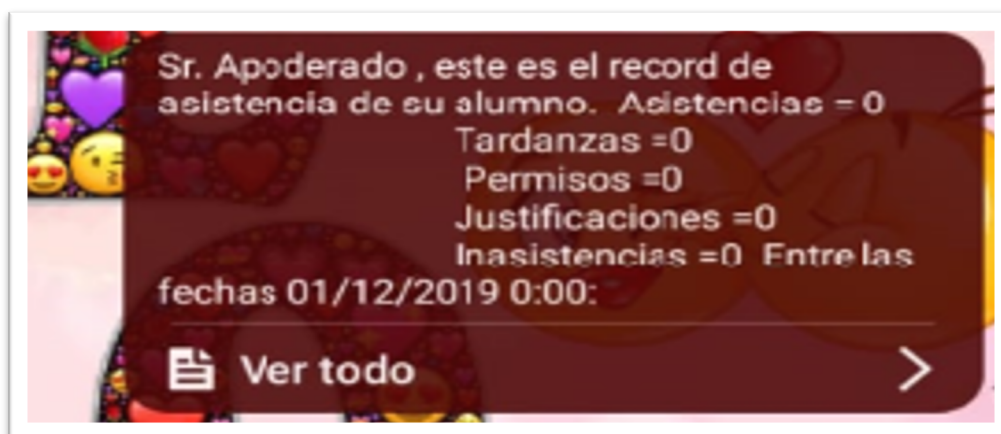 Sr. Apoderado , este es el record de
asistencia de su alumno. Asistencias = 0
Tardanzas =0
Permisos =0
Justificaciones =0
Inasistencias =0 Entre las
fechas 01/12/2019 0:00:
Ver todo